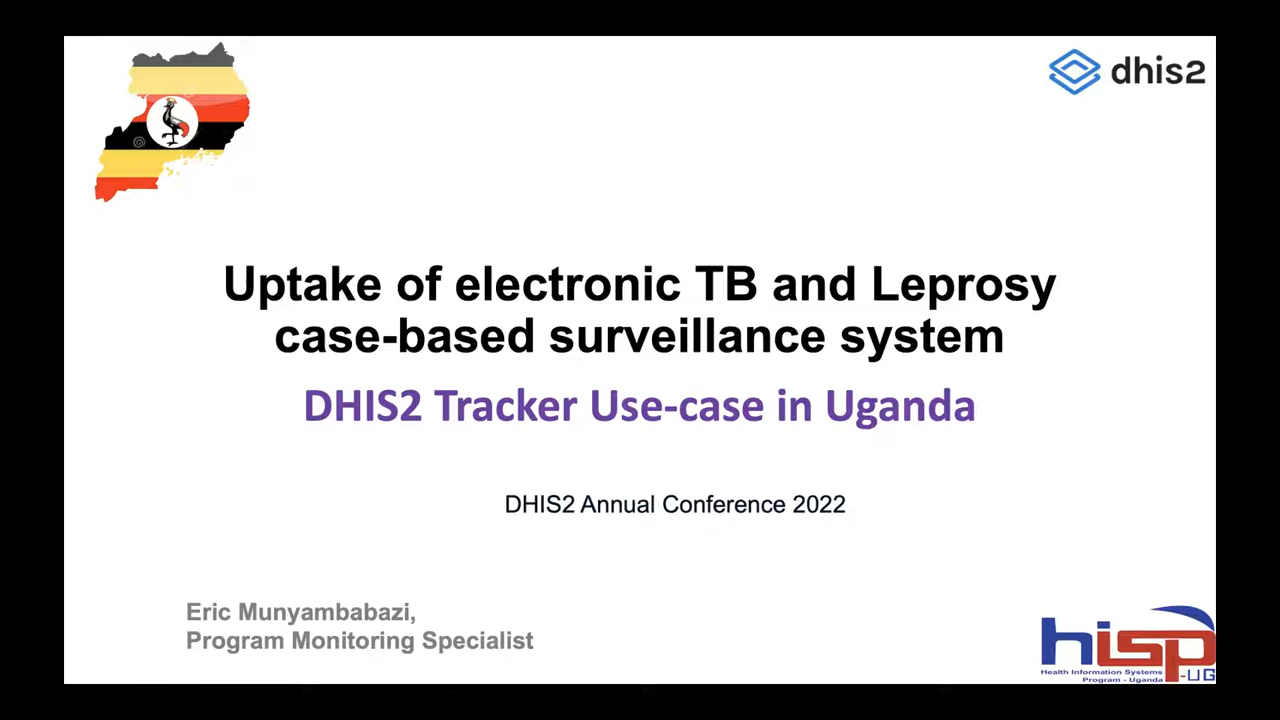 dhis2
Uptake of electronic TB and Leprosy
case-based surveillance system
DHIS2 Tracker Use-case in Uganda
DHIS2 Annual Conference 2022
Eric Munyambabazi,
Program Monitoring Specialist
hisp
Health Information Systems
Program - Uganda
-UG